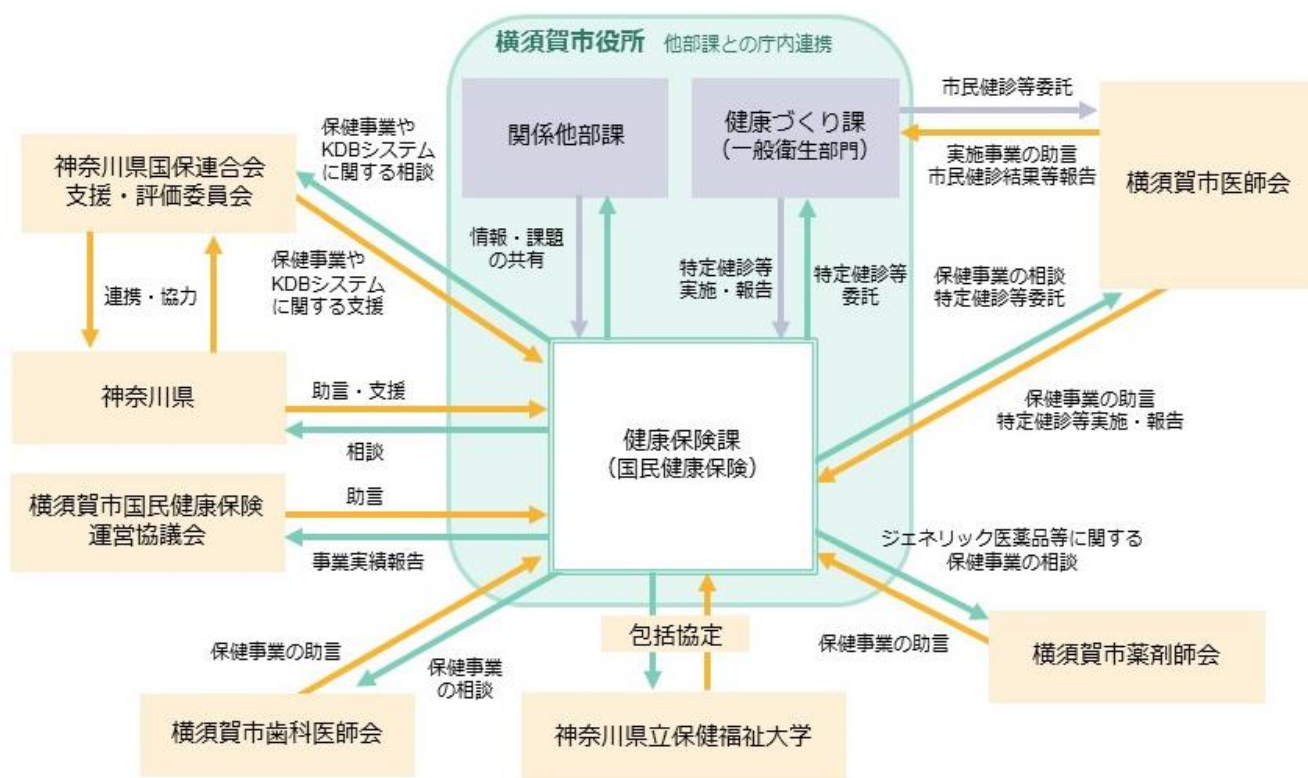 横須賀市役所 他部課との庁内連携
関係他部課
健康づくり課
（一般衛生部門）
市民健診等委託
実施事業の助言
市民健診結果等報告
横須賀市医師会
保健事業や
KDBシステム
に関する相談
神奈川県国保連合会
支援・評価委員会
保健事業や
KDBシステム
に関する支援
連携・協力
情報・課題
の共有
特定健診等
実施・報告
特定健診等
委託
保健事業の相談
特定健診等委託
保健事業の助言
特定健診等実施・報告
神奈川県
助言・支援
相談
健康保険課
（国民健康保険）
横須賀市国民健康保険
運営協議会
助言
事業実績報告
ジェネリック医薬品等に関する
保健事業の相談
保健事業の助言
横須賀市薬剤師会
包括協定
神奈川県立保健福祉大学
保健事業の助言
保健事業
の相談
横須賀市歯科医師会